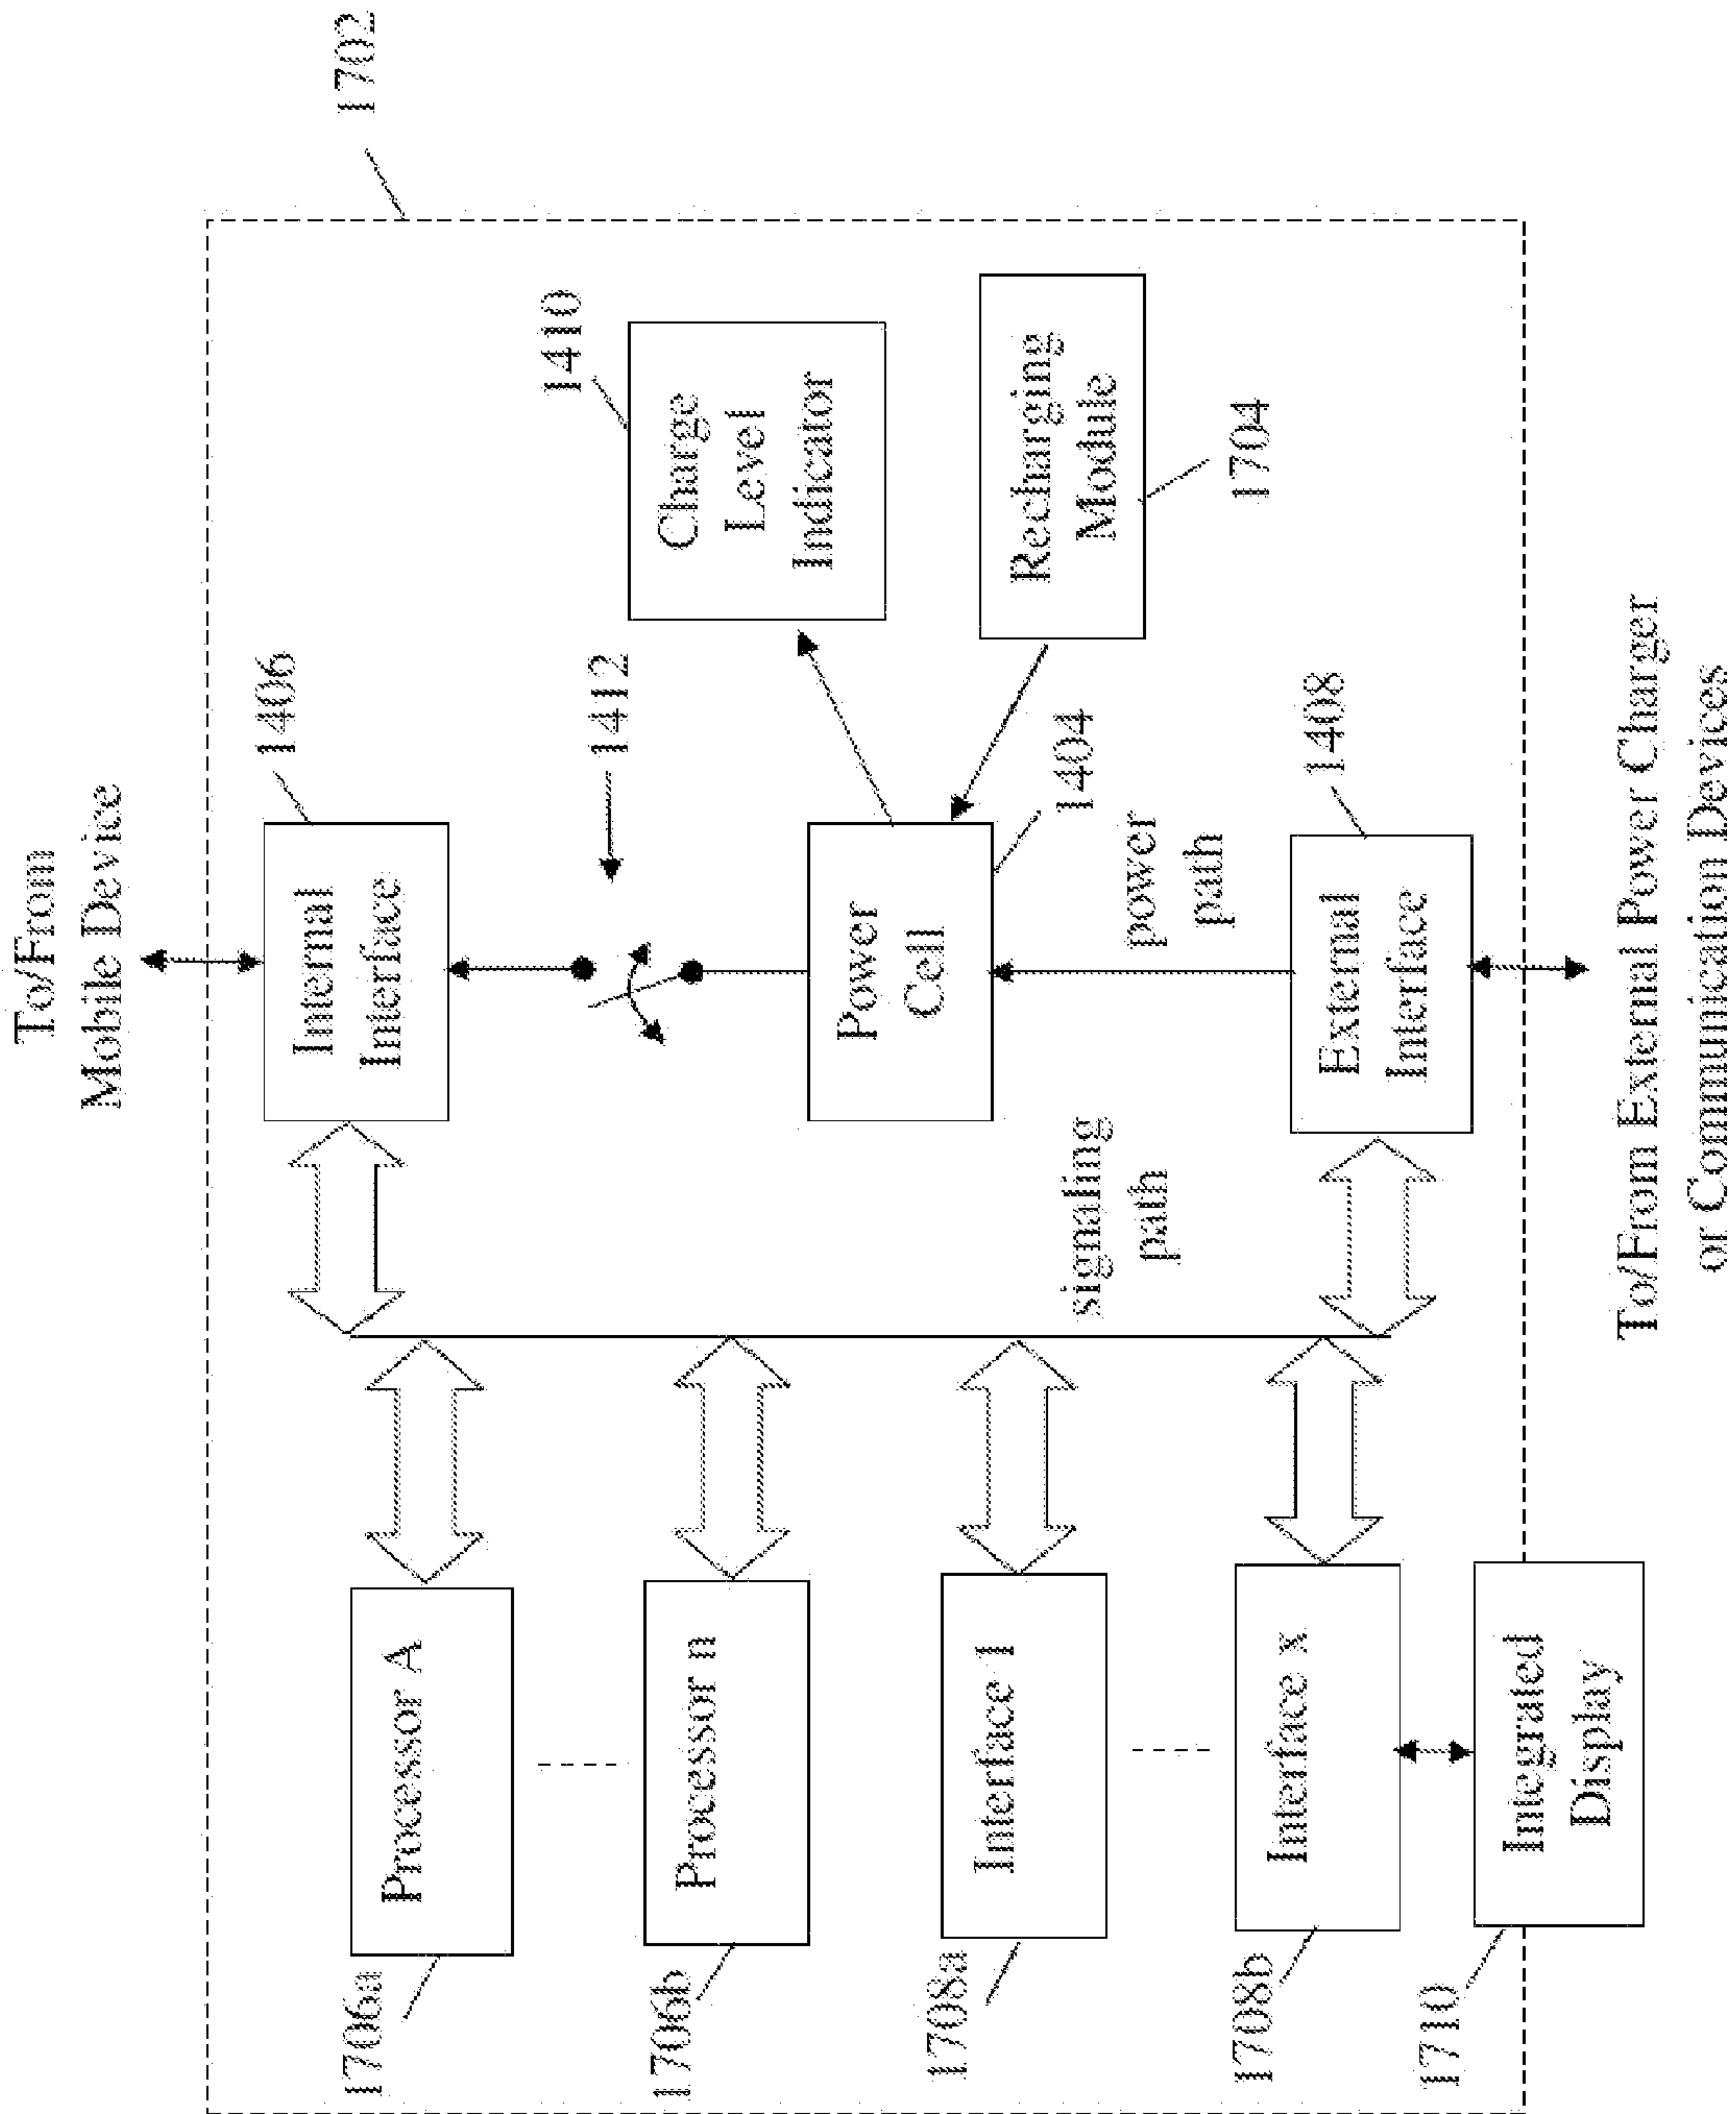 To/From
Mobile Device
1702
1406
Internal
Interface
1412
1410
Charge
Level
Indicator
Power
Cell
1404
Recharging
Module
1704
power
path
signaling
path
1408
External
Interface
To/From External Power Charger
or Communication Devices
Processor A
1706a
Processor n
1706b
Interface 1
1708a
Interface x
1708b
Integrated
Display
1710